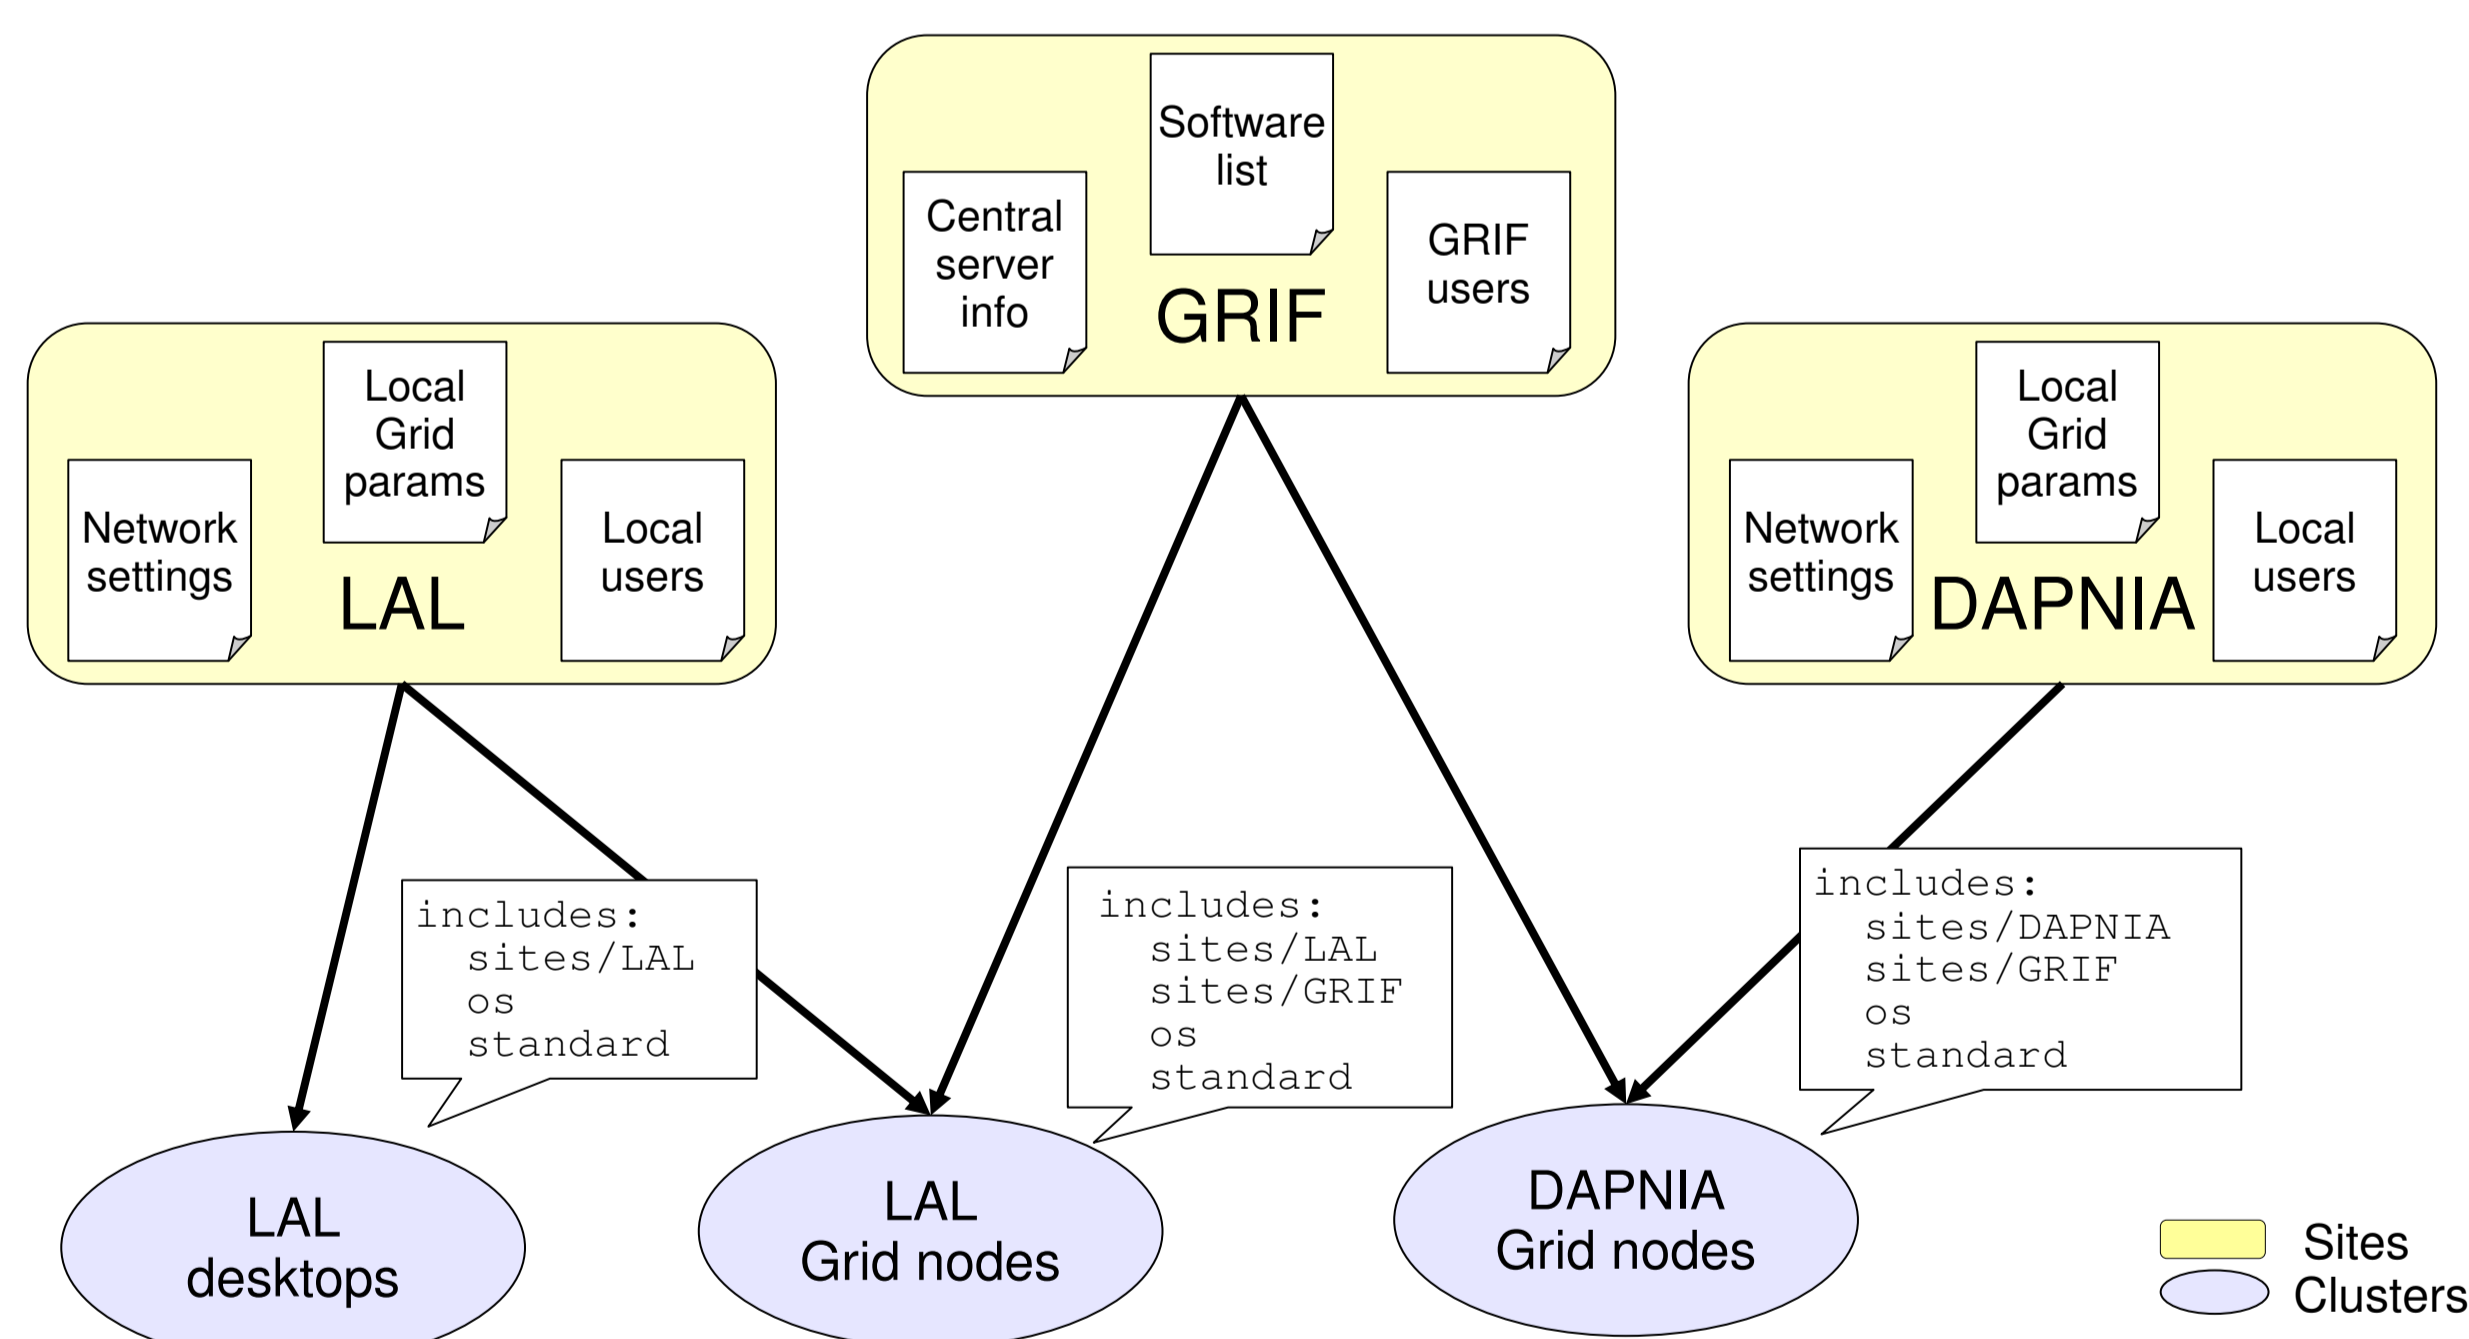 Software
list
Central
server
info
GRIF
users
GRIF
Local
Grid
params
Network
settings
Local
users
LAL
Local
Grid
params
Network
settings
Local
users
DAPNIA
includes:
sites/LAL
os
standard
includes:
sites/LAL
sites/GRIF
os
standard
includes:
sites/DAPNIA
sites/GRIF
os
standard
LAL
desktops
LAL
Grid nodes
DAPNIA
Grid nodes
Sites
Clusters